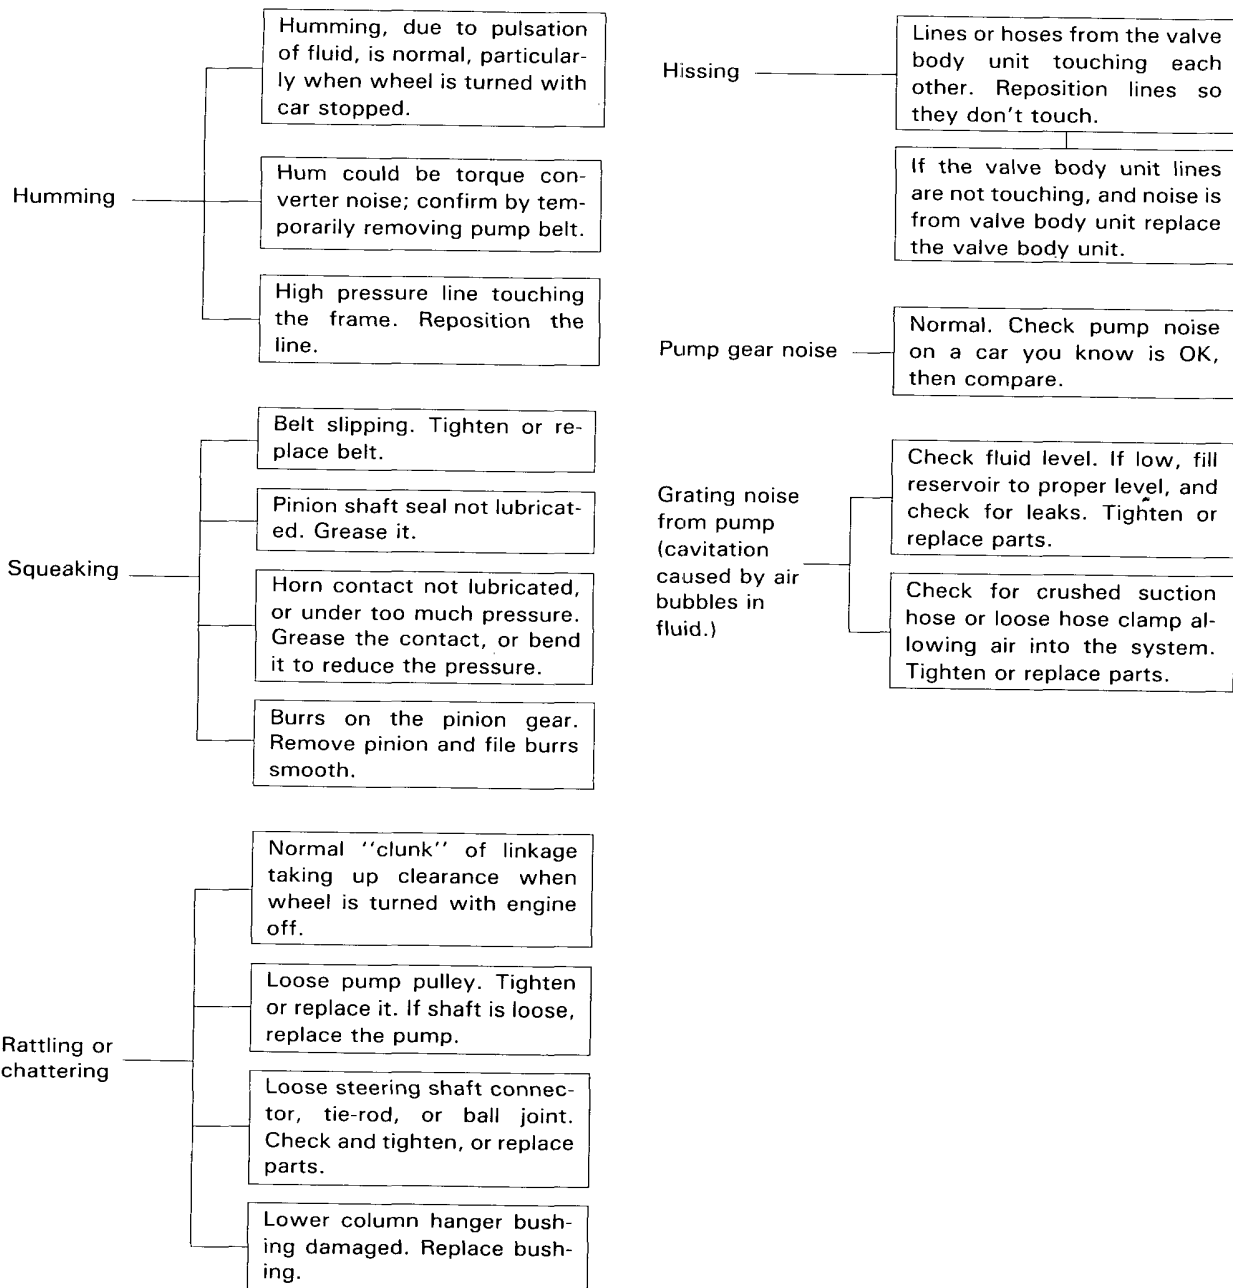 Humming
Humming, due to pulsation
of fluid, is normal, particular-
ly when wheel is turned with
car stopped.
Hum could be torque con-
verter noise; confirm by tem-
porarily removing pump belt.
High pressure line touching
the frame. Reposition the
line.
Squeaking
Belt slipping. Tighten or re-
place belt.
Pinion shaft seal not lubricat-
ed. Grease it.
Horn contact not lubricated,
or under too much pressure.
Grease the contact, or bend
it to reduce the pressure.
Burrs on the pinion gear.
Remove pinion and file burrs
smooth.
Rattling or
chattering
Normal ''clunk'' of linkage
taking up clearance when
wheel is turned with engine
off.
Loose pump pulley. Tighten
or replace it. If shaft is loose,
replace the pump.
Loose steering shaft connec-
tor, tie-rod, or ball joint.
Check and tighten, or replace
parts.
Lower column hanger bush-
ing damaged. Replace bush-
ing.
Hissing
Lines or hoses from the valve
body unit touching each
other. Reposition lines so
they don't touch.
If the valve body unit lines
are not touching, and noise is
from valve body unit replace
the valve body unit.
Pump gear noise
Normal. Check pump noise
on a car you know is OK,
then compare.
Grating noise
from pump
(cavitation
caused by air
bubbles in
fluid.)
Check fluid level. If low, fill
reservoir to proper level, and
check for leaks. Tighten or
replace parts.
Check for crushed suction
hose or loose hose clamp al-
lowing air into the system.
Tighten or replace parts.